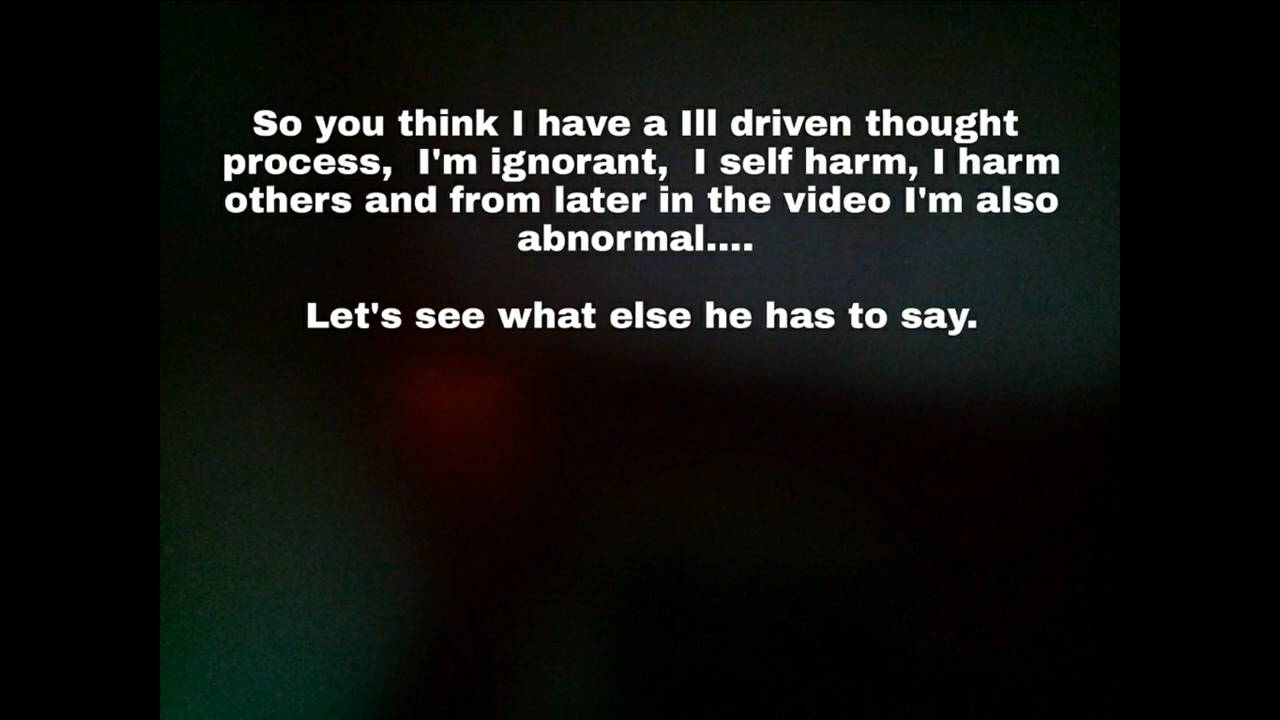 So you think I have a Ill driven thought
process,  I'm ignorant,  I self harm, I harm
others and from later in the video I'm also
abnormal....
Let's see what else he has to say.